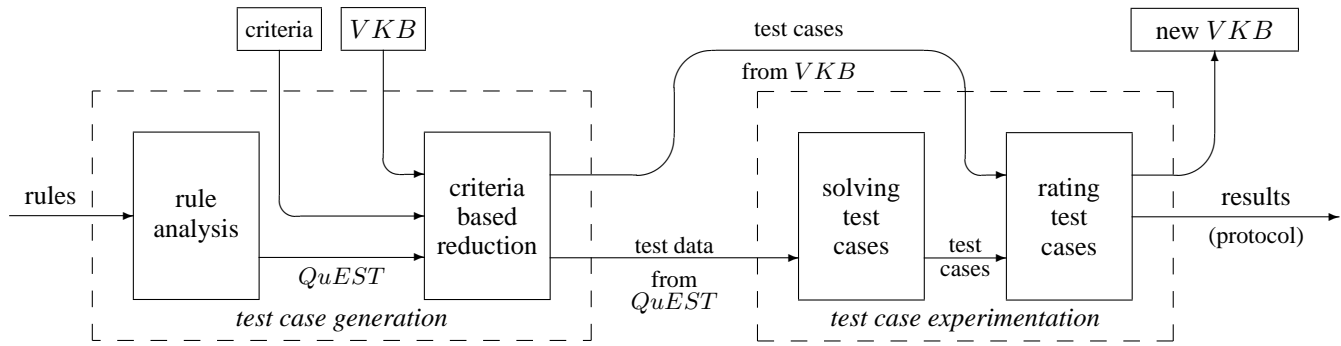 criteria
VKB
test cases
from VKB
new VKB
rules
rule
analysis
QuEST
criteria
based
reduction
test data
from
QuEST
solving
test
cases
test
cases
rating
test
cases
results
(protocol)
test case generation
test case experimentation